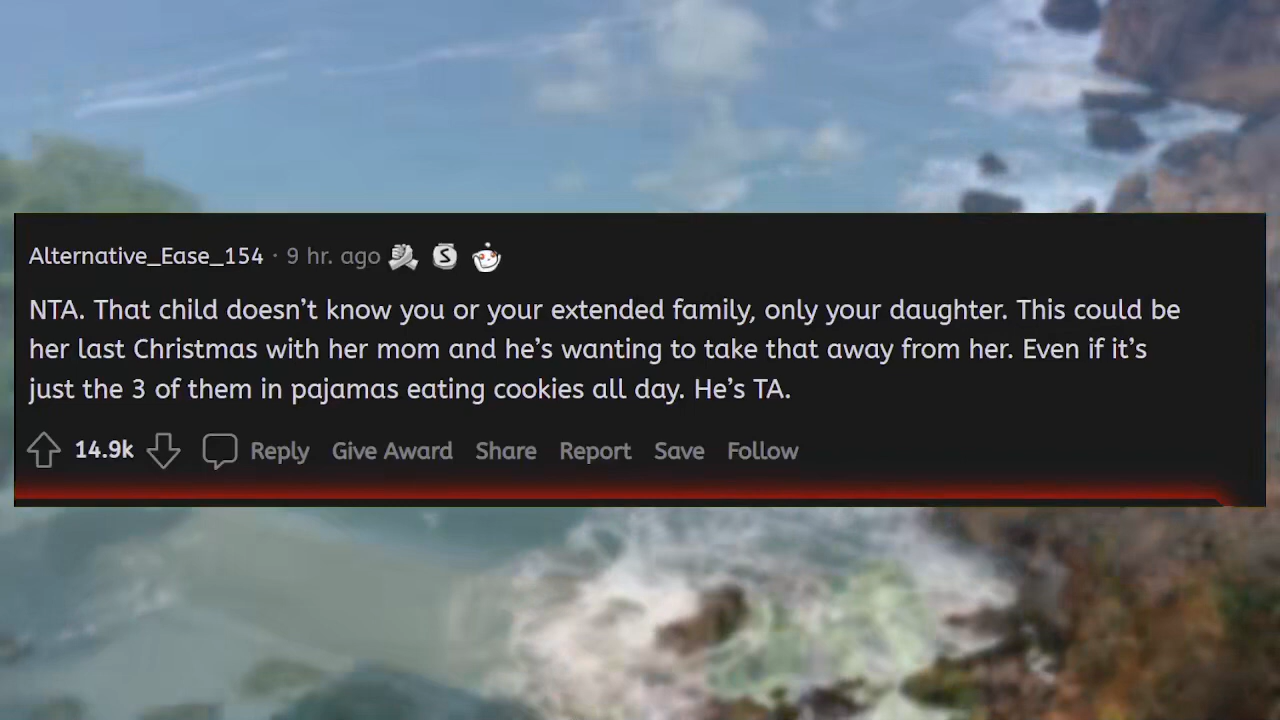 Alternative_Ease_154 · 9 hr. ago
NTA. That child doesn’t know you or your extended family, only your daughter. This could be
her last Christmas with her mom and he’s wanting to take that away from her. Even if it’s
just the 3 of them in pajamas eating cookies all day. He’s TA.
14.9k Reply Give Award Share Report Save Follow